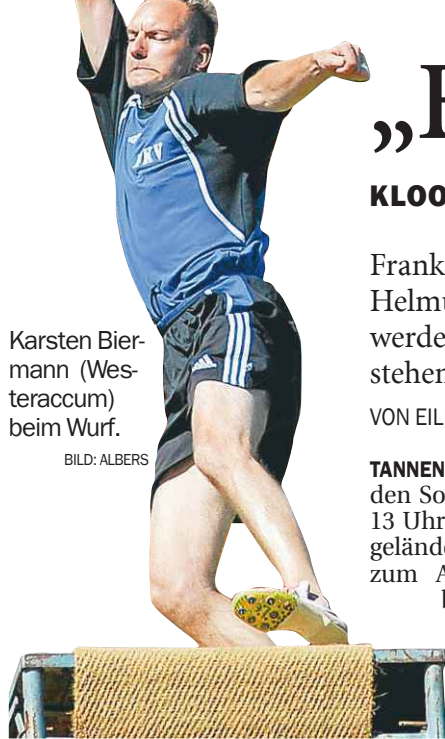 Karsten Bier-
mann (Wes-
teraccum)
beim Wurf.
BILD: ALBERS
„
KLOO
Frank
Helmu
werde
stehen
VON EIL
TANNEN
den So
13 Uhr
gelände
zum A